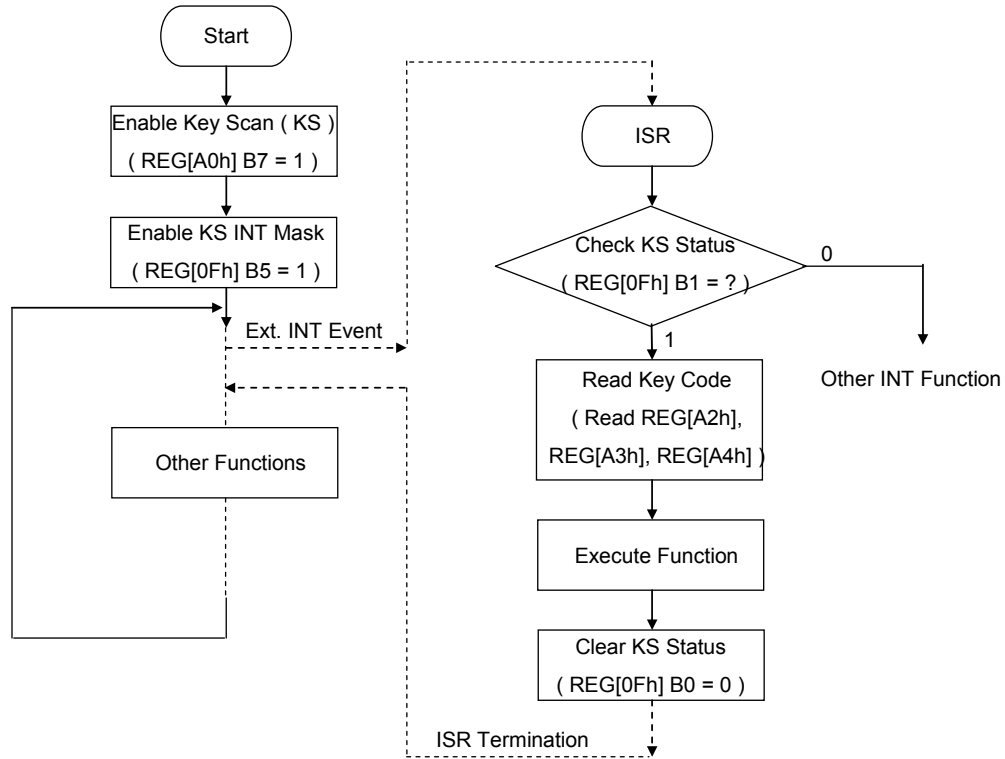 Start
Enable Key Scan ( KS )
( REG[A0h] B7 = 1 )
Enable KS INT Mask
( REG[0Fh] B5 = 1 )
Ext. INT Event
Other Functions
ISR
Check KS Status
( REG[0Fh] B1 = ? )
0
1
Other INT Function
Read Key Code
( Read REG[A2h],
REG[A3h], REG[A4h] )
Execute Function
Clear KS Status
( REG[0Fh] B0 = 0 )
ISR Termination